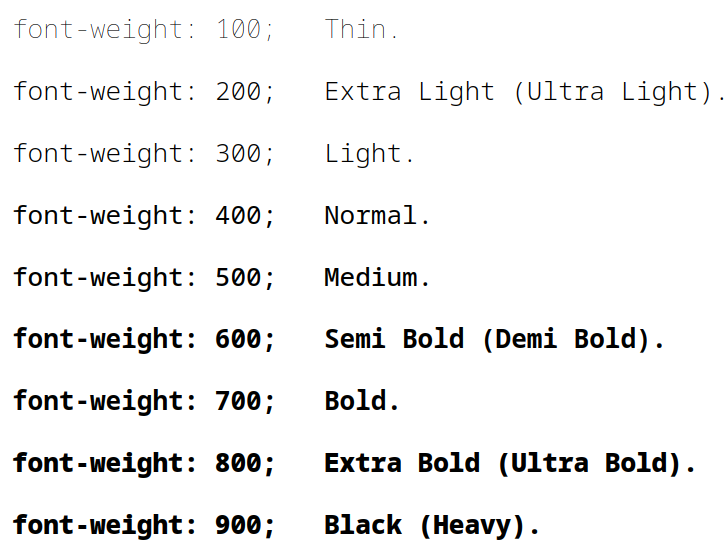 font-weight: 100;   Thin.
font-weight: 200;   Extra Light (Ultra Light).
font-weight: 300;   Light.
font-weight: 400;   Normal.
font-weight: 500;   Medium.
font-weight: 600;   Semi Bold (Demi Bold).
font-weight: 700;   Bold.
font-weight: 800;   Extra Bold (Ultra Bold).
font-weight: 900;   Black (Heavy).